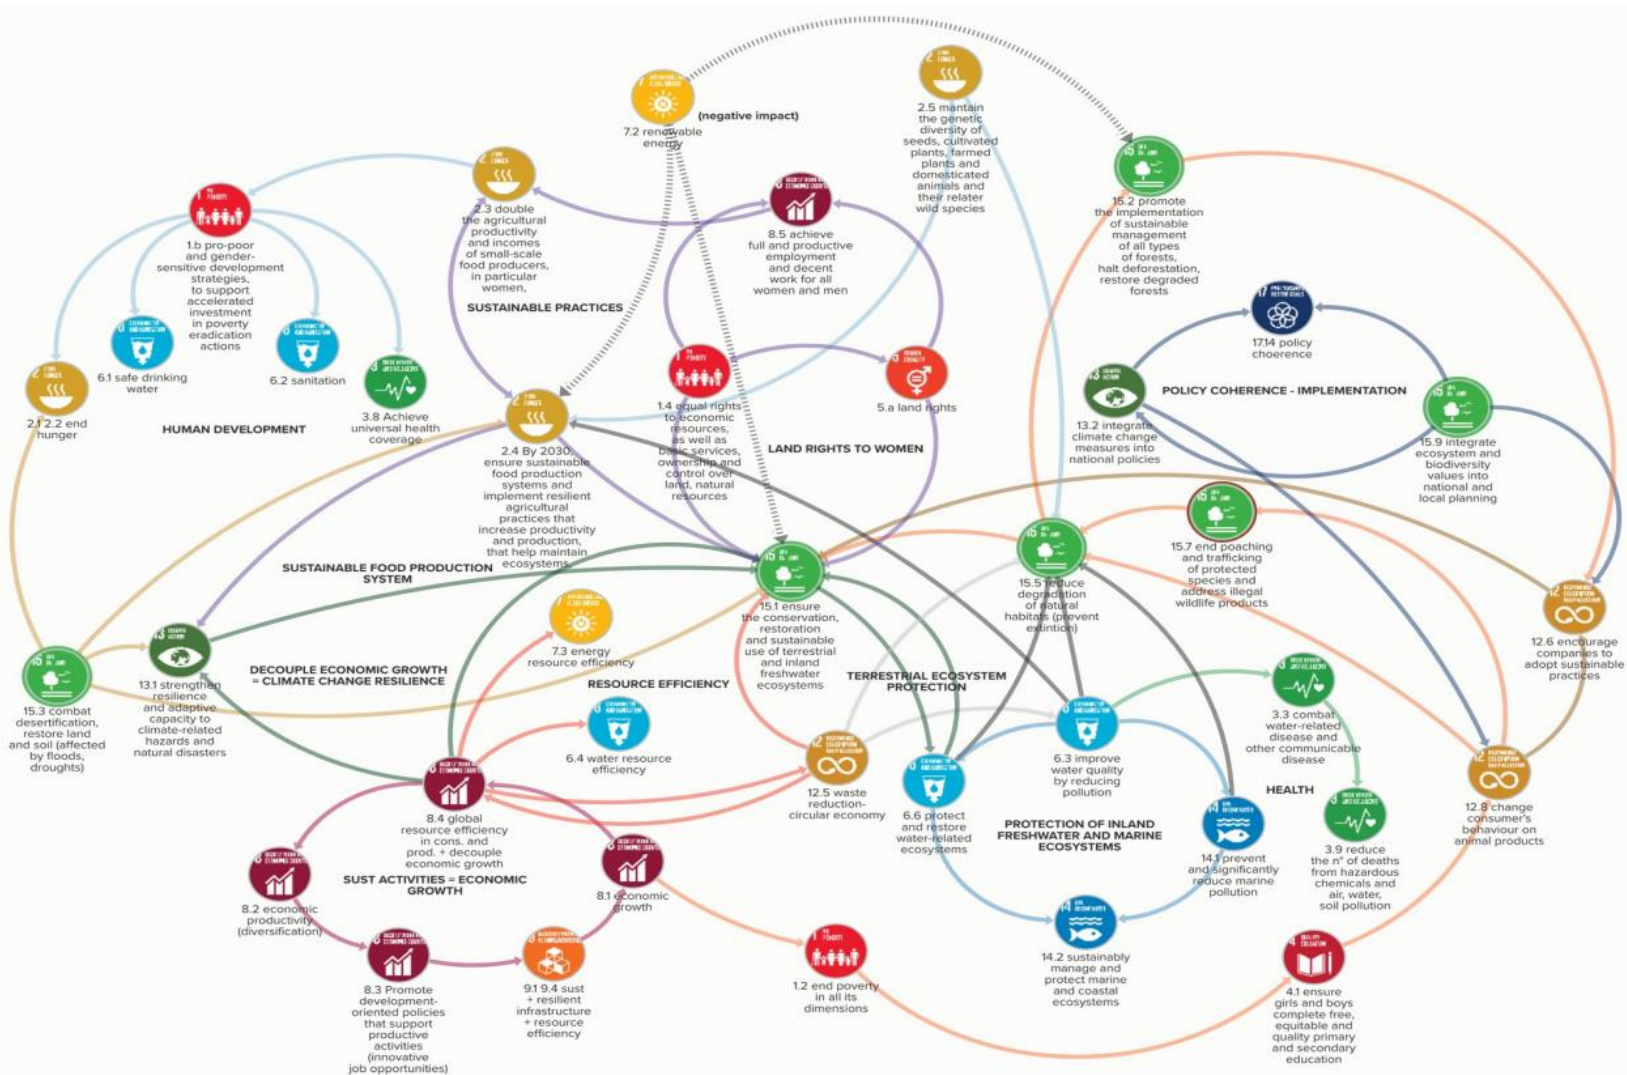 (negative impact)
7.2 renewable
energy
2.5 mantain
the genetic
diversity of
seeds, cultivated
plants, farmed
plants and
domesticated
animals and
their relater
wild species
15.2 promote
the implementation
of sustainable
management
of all types
of forests,
halt deforestation,
restore degraded
forests
2.3 double
the agricultural
productivity
and incomes
of small-scale
food producers,
in particular
women,
SUSTAINABLE PRACTICES
8.5 achieve
full and productive
employment
and decent
work for all
women and men
1.b pro-poor
and gender-
sensitive development
strategies,
to support
accelerated
investment
in poverty
eradication
actions
6.1 safe drinking
water
6.2 sanitation
3.8 Achieve
universal health
coverage
2.1 2.2 end
hunger
HUMAN DEVELOPMENT
17.14 policy
choerence
POLICY COHERENCE - IMPLEMENTATION
13.2 integrate
climate change
measures into
national policies
15.9 integrate
ecosystem and
biodiversity
values into
national and
local planning
1.4 equal rights
to economic
resources,
as well as
basic services,
ownership and
control over
land, natural
resources
5.a land rights
LAND RIGHTS TO WOMEN
2.4 By 2030,
ensure sustainable
food production
systems and
implement resilient
agricultural
practices that
increase productivity
and production,
that help maintain
ecosystems,
SUSTAINABLE FOOD PRODUCTION
SYSTEM
15.7 end poaching
and trafficking
of protected
species and
address illegal
wildlife products
15.5 reduce
degradation
of natural
habitats (prevent
extintion)
15.1 ensure
the conservation,
restoration
and sustainable
use of terrestrial
and inland
freshwater
ecosystems
12.6 encourage
companies to
adopt sustainable
practices
7.3 energy
resource efficiency
DECOUPLE ECONOMIC GROWTH
= CLIMATE CHANGE RESILIENCE
RESOURCE EFFICIENCY
TERRESTRIAL ECOSYSTEM
PROTECTION
13.1 strengthen
resilience
and adaptive
capacity to
climate-related
hazards and
natural disasters
15.3 combat
desertification,
restore land
and soil (affected
by floods,
droughts)
6.4 water resource
efficiency
3.3 combat
water-related
disease and
other communicable
disease
6.3 improve
water quality
by reducing
pollution
12.5 waste
reduction-
circular economy
6.6 protect
and restore
water-related
ecosystems
HEALTH
PROTECTION OF INLAND
FRESHWATER AND MARINE
ECOSYSTEMS
12.8 change
consumer's
behaviour on
animal products
8.4 global
resource efficiency
in cons. and
prod. + decouple
economic growth
SUST ACTIVITIES = ECONOMIC
GROWTH
14.1 prevent
and significantly
reduce marine
pollution
3.9 reduce
the n° of deaths
from hazardous
chemicals and
air, water,
soil pollution
8.2 economic
productivity
(diversification)
8.1 economic
growth
8.3 Promote
development-
oriented policies
that support
productive
activities
(innovative
job opportunities)
9.1 9.4 sust
+ resilient
infrastructure
+ resource
efficiency
1.2 end poverty
in all its
dimensions
14.2 sustainably
manage and
protect marine
and coastal
ecosystems
4.1 ensure
girls and boys
complete free,
equitable and
quality primary
and secondary
education